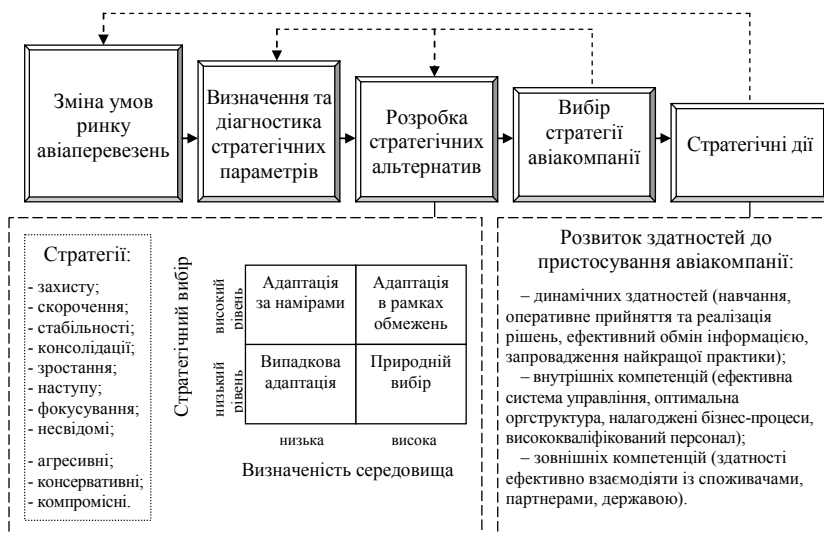 Зміна умов
ринку
авіаперевезень
Визначення та
діагностика
стратегічних
параметрів
Розробка
стратегічних
альтернатив
Вибір
стратегії
авіакомпанії
Стратегічні дії
Стратегії:
- захисту;
- скорочення;
- стабільності;
- консолідації;
- зростання;
- наступу;
- фокусування;
- несвідомі;
- агресивні;
- консервативні;
- компромісні.
Стратегічний вибір
високий
рівень
низький
рівень
Адаптація
за намірами
Адаптація
в рамках
обмежень
Випадкова
адаптація
Природній
вибір
низька
висока
Визначеність середовища
Розвиток здатностей до
пристосування авіакомпанії:
– динамічних здатностей (навчання,
оперативне прийняття та реалізація
рішень, ефективний обмін інформацією,
запровадження найкращої практики);
– внутрішніх компетенцій (ефективна
система управління, оптимальна
оргструктура, налагоджені бізнес-процеси,
висококваліфікований персонал);
– зовнішніх компетенцій (здатності
ефективно взаємодіяти із споживачами,
партнерами, державою).